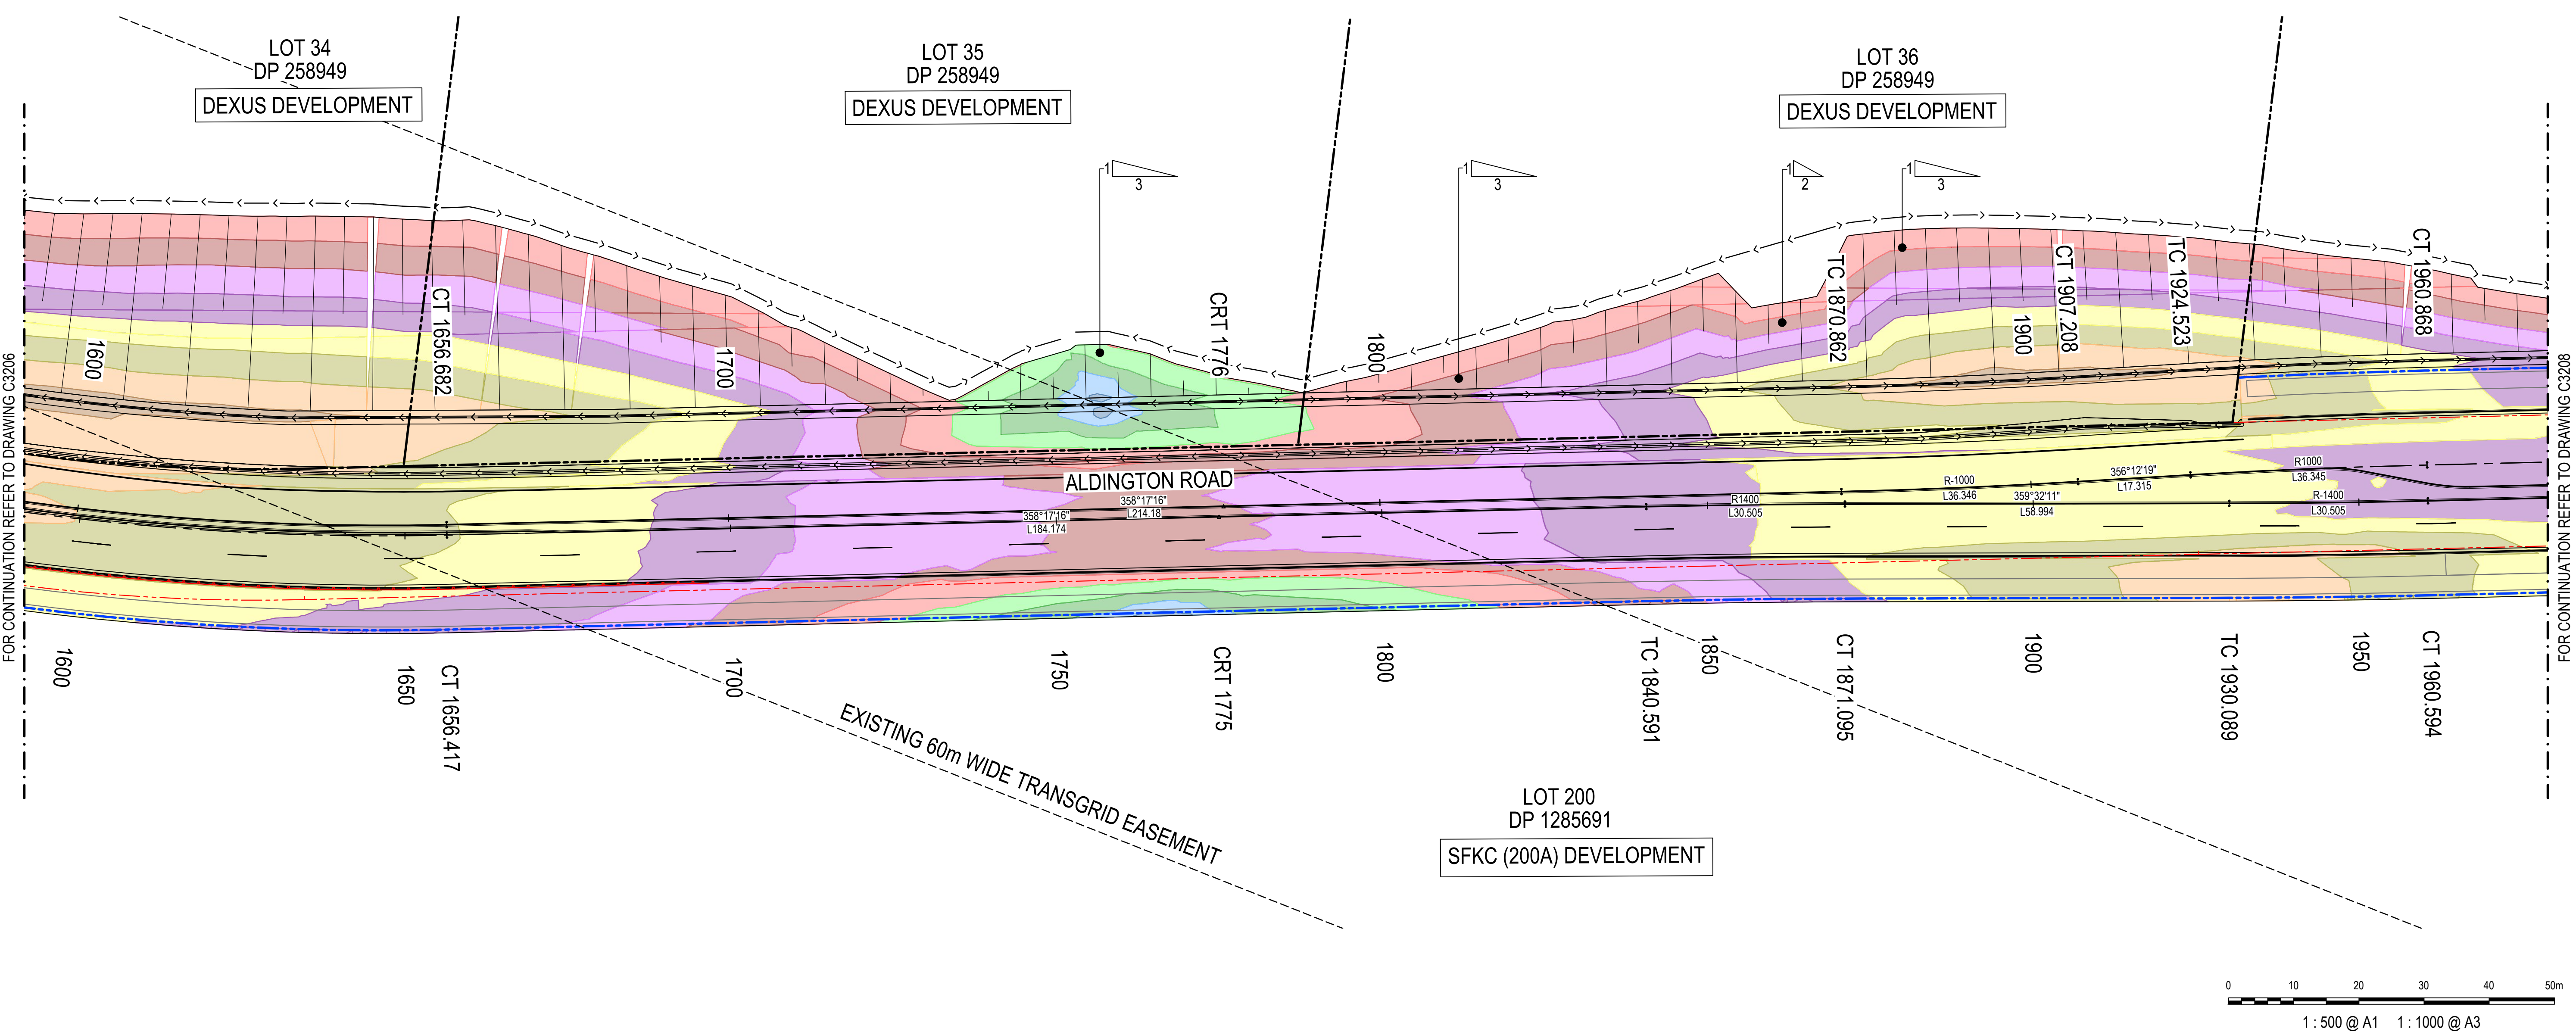 LOT 34
DP 258949
DEXUS DEVELOPMENT
LOT 35
DP 258949
DEXUS DEVELOPMENT
LOT 36
DP 258949
DEXUS DEVELOPMENT
1
3
1
3
1
2
1
3
FOR CONTINUATION REFER TO DRAWING C3206
FOR CONTINUATION REFER TO DRAWING C3208
1600
CT 1656.682
1700
CRT 1776
1800
TC 1870.862
1900
CT 1907.208
TC 1924.523
CT 1960.868
ALDINGTON ROAD
358°17'16"
L214.18
358°17'16"
L184.174
R1400
L30.505
R-1000
L36.346
359°32'11"
L58.994
356°12'19"
L17.315
R1000
L36.345
R-1400
L30.505
1600
1650
CT 1656.417
1700
1750
CRT 1775
1800
TC 1840.591
1850
CT 1871.095
1900
TC 1930.089
1950
CT 1960.594
EXISTING 60m WIDE TRANSGRID EASEMENT
LOT 200
DP 1285691
SFKC (200A) DEVELOPMENT
0 10 20 30 40 50m
1 : 500 @ A1 1 : 1000 @ A3